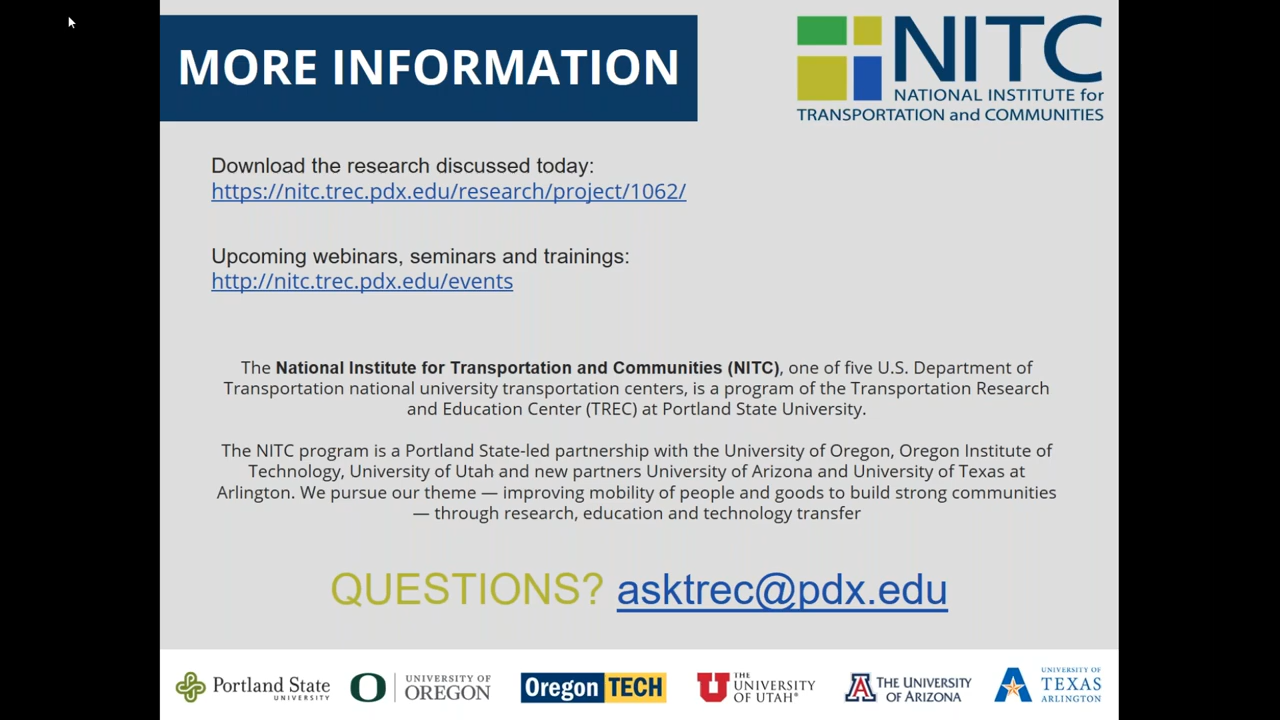 MORE INFORMATION
NITC
NATIONAL INSTITUTE for
TRANSPORTATION and COMMUNITIES
Download the research discussed today:
https://nitc.trec.pdx.edu/research/project/1062/
Upcoming webinars, seminars and trainings:
http://nitc.trec.pdx.edu/events
The National Institute for Transportation and Communities (NITC), one of five U.S. Department of
Transportation national university transportation centers, is a program of the Transportation Research
and Education Center (TREC) at Portland State University.
The NITC program is a Portland State-led partnership with the University of Oregon, Oregon Institute of
Technology, University of Utah and new partners University of Arizona and University of Texas at
Arlington. We pursue our theme — improving mobility of people and goods to build strong communities
— through research, education and technology transfer
QUESTIONS? asktrec@pdx.edu
Portland State
UNIVERSITY
O
UNIVERSITY OF
OREGON
Oregon TECH
U
THE
UNIVERSITY
OF UTAH®
A
THE UNIVERSITY
OF ARIZONA
A
UNIVERSITY OF
TEXAS
ARLINGTON